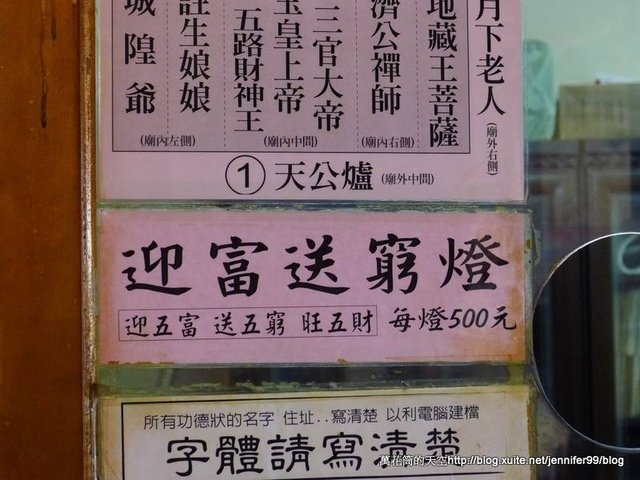 月下老人(廟外右側)
地藏王菩薩
濟公禪師
(廟內右側)
三官大帝
玉皇上帝
五路財神王
(廟內中間)
註生娘娘
城隍爺
(廟內左側)
①天公爐(廟外中間)
迎富送窮燈
迎五富 送五窮 旺五財 每燈500元
所有功德狀的名字 住址..寫清楚 以利電腦建檔
字體請寫清楚
萬花筒的天空http://blog.xuite.net/jennifer99/blog